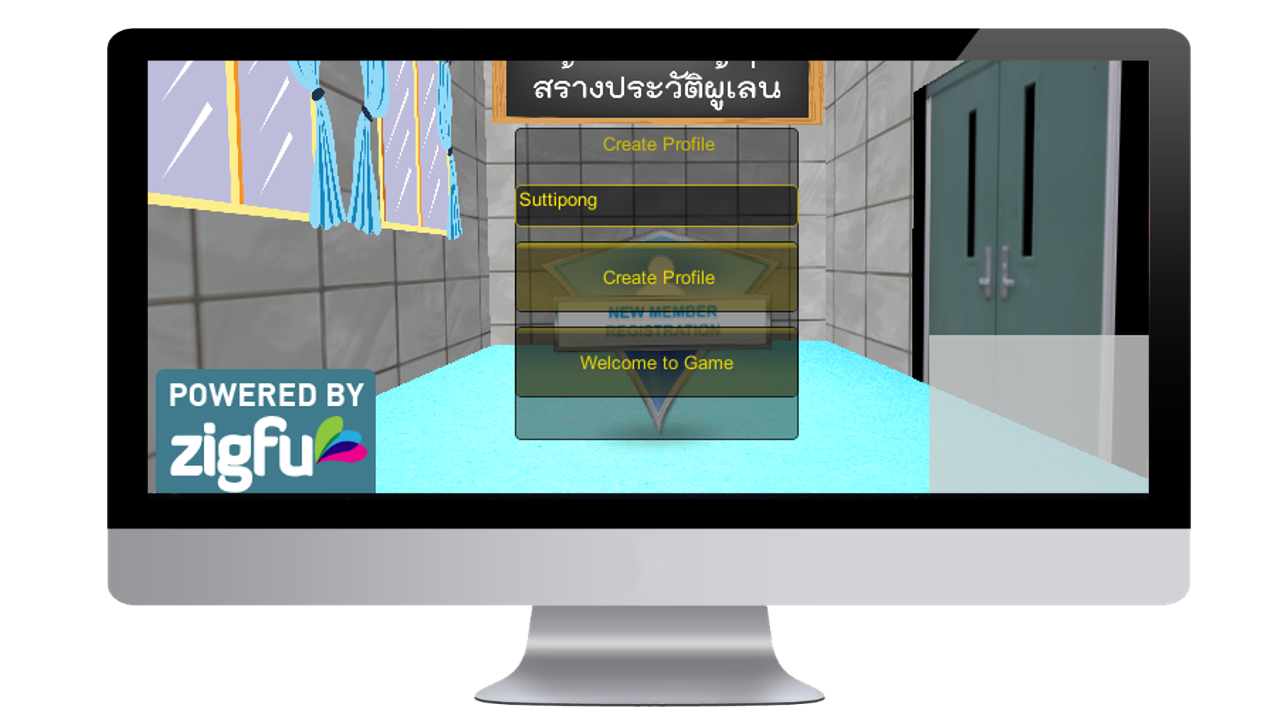 สร้างประวัติผู้เล่น
Create Profile
Suttipong
Create Profile
NEW MEMBER
REGISTRATION
Welcome to Game
POWERED BY
zigfu